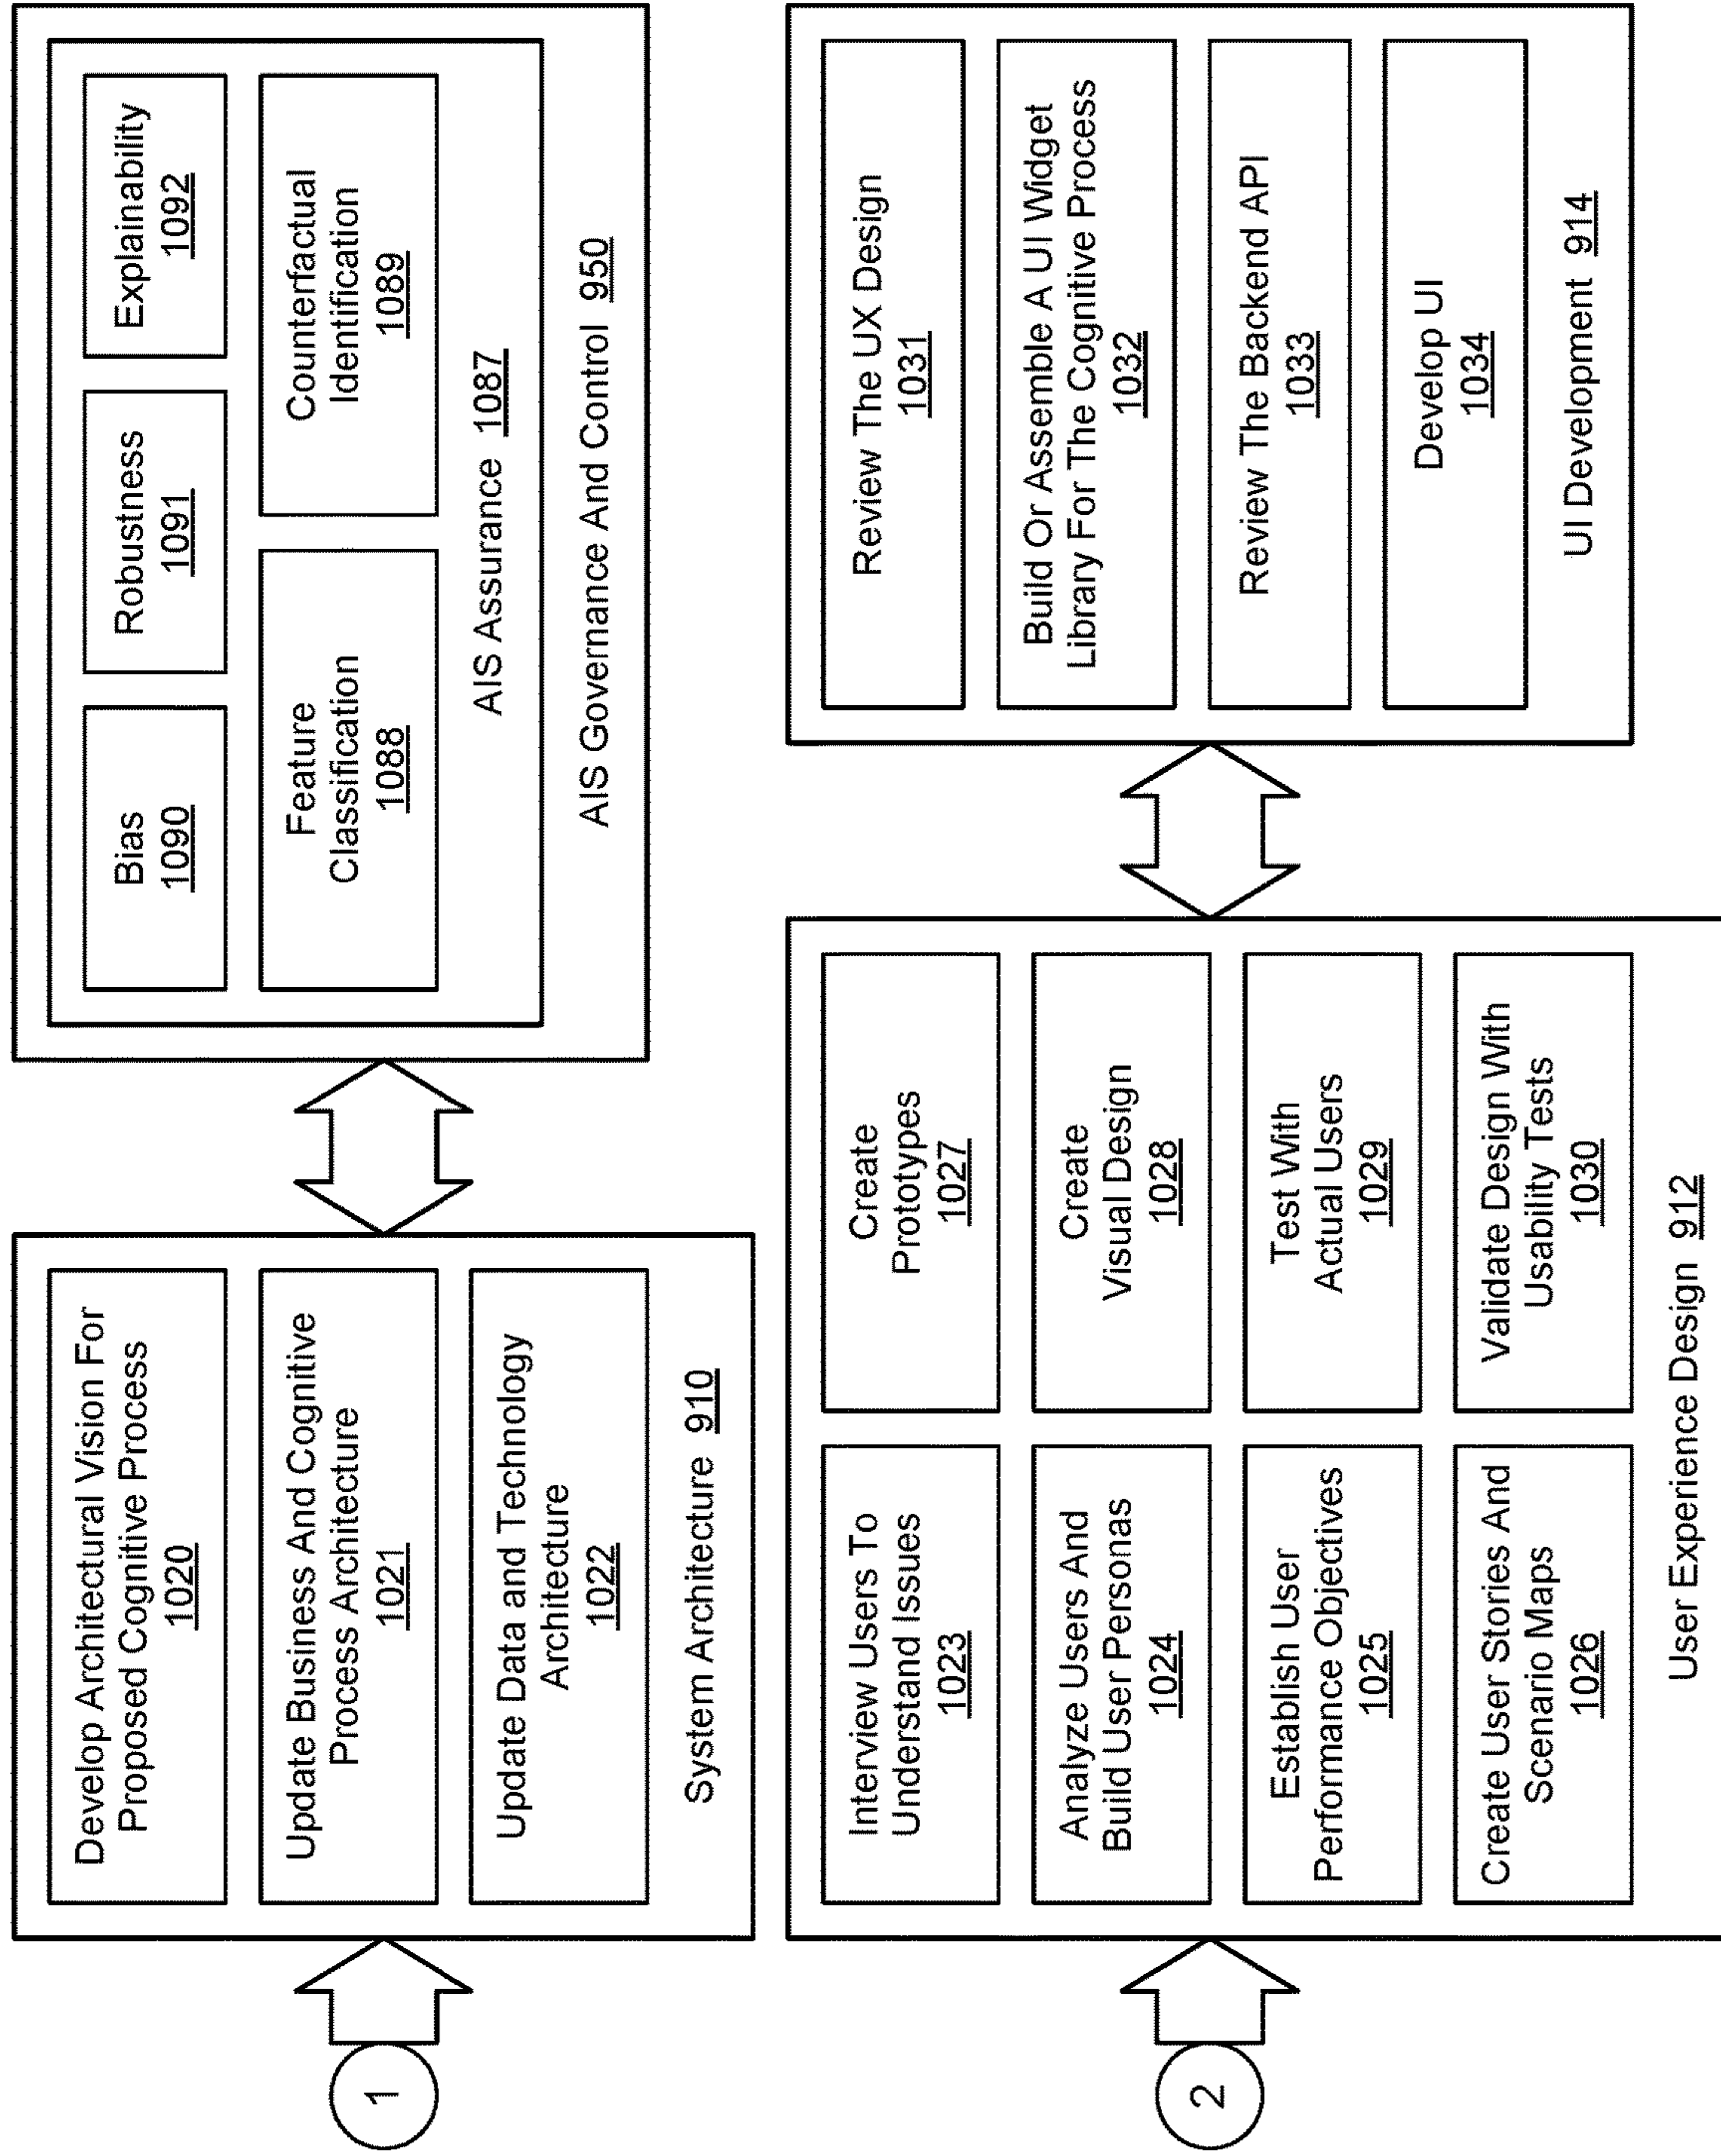 1
Develop Architectural Vision For
Proposed Cognitive Process
1020
Update Business And Cognitive
Process Architecture
1021
Update Data and Technology
Architecture
1022
System Architecture 910
Bias
1090
Robustness
1091
Explainability
1092
Feature
Classification
1088
Counterfactual
Identification
1089
AIS Assurance 1087
AIS Governance And Control 950
2
Interview Users To
Understand Issues
1023
Analyze Users And
Build User Personas
1024
Establish User
Performance Objectives
1025
Create User Stories And
Scenario Maps
1026
Create
Prototypes
1027
Create
Visual Design
1028
Test With
Actual Users
1029
Validate Design With
Usability Tests
1030
User Experience Design 912
Review The UX Design
1031
Build Or Assemble A UI Widget
Library For The Cognitive Process
1032
Review The Backend API
1033
Develop UI
1034
UI Development 914